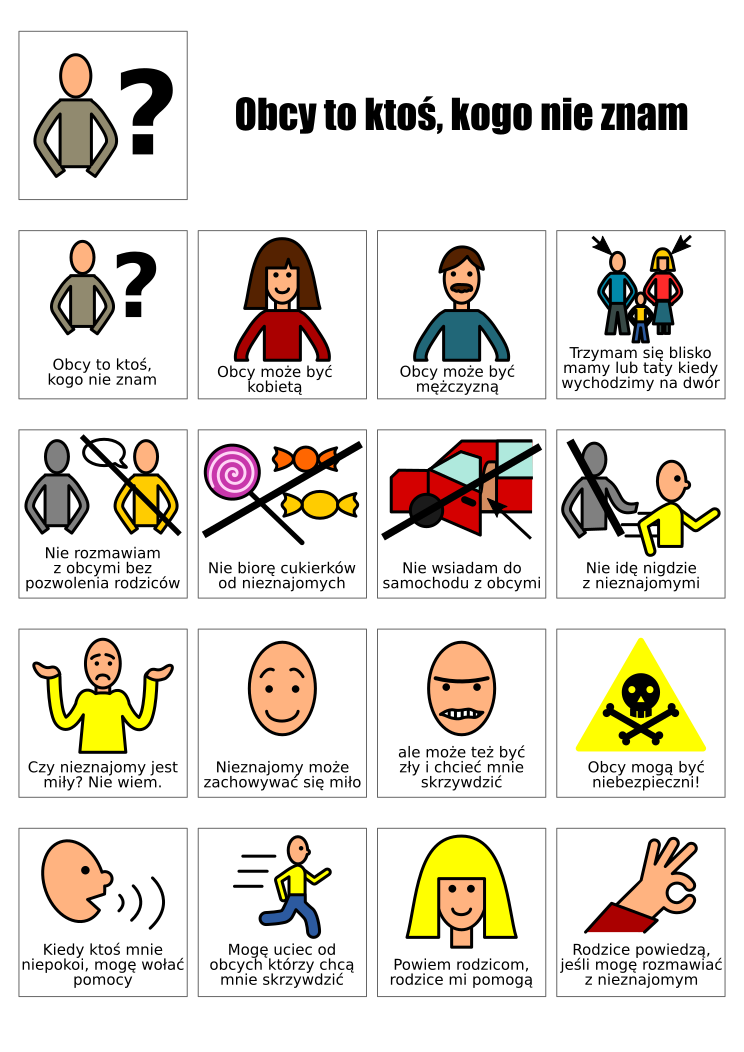 ?
Obcy to ktoś, kogo nie znam
?
Obcy to ktoś,
kogo nie znam
Obcy może być
kobietą
Obcy może być
mężczyzną
Trzymam się blisko
mamy lub taty kiedy
wychodzimy na dwór
Nie rozmawiam
z obcymi bez
pozwolenia rodziców
Nie biorę cukierków
od nieznajomych
Nie wsiadam do
samochodu z obcymi
Nie idę nigdzie
z nieznajomymi
Czy nieznajomy jest
miły? Nie wiem.
Nieznajomy może
zachowywać się miło
ale może też być
zły i chcieć mnie
skrzywdzić
Obcy mogą być
niebezpieczni!
Kiedy ktoś mnie
niepokoi, mogę wołać
pomocy
Mogę uciec od
obcych którzy chcą
mnie skrzywdzić
Powiem rodzicom,
rodzice mi pomogą
Rodzice powiedzą,
jeśli mogę rozmawiać
z nieznajomym